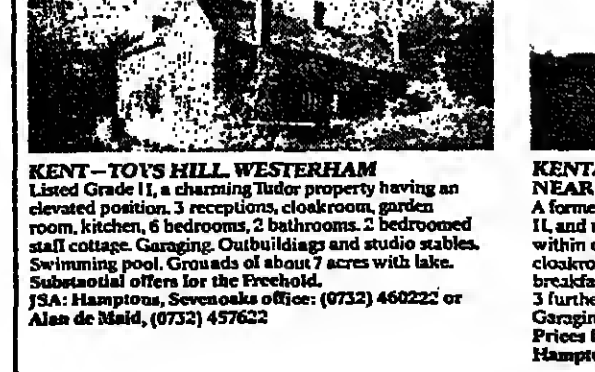 KENT – TOYS HILL, WESTERHAM
Listed Grade II, a charming Tudor property having an
elevated position. 3 receptions, cloakroom, garden
room, kitchen, 6 bedrooms, 2 bathrooms. 2 bedroomed
staff cottage. Garaging. Outbuildings and studio stables.
Swimming pool. Grounds of about 7 acres with lake.
Substantial offers for the Freehold.
JSA: Hamptons, Sevenoaks office: (0732) 460222 or
Alan de Maid, (0732) 457622
KENT
NEAR
A forme
II, and
within
cloakro
breakfa
3 furthe
Garagin
Prices
Hampto